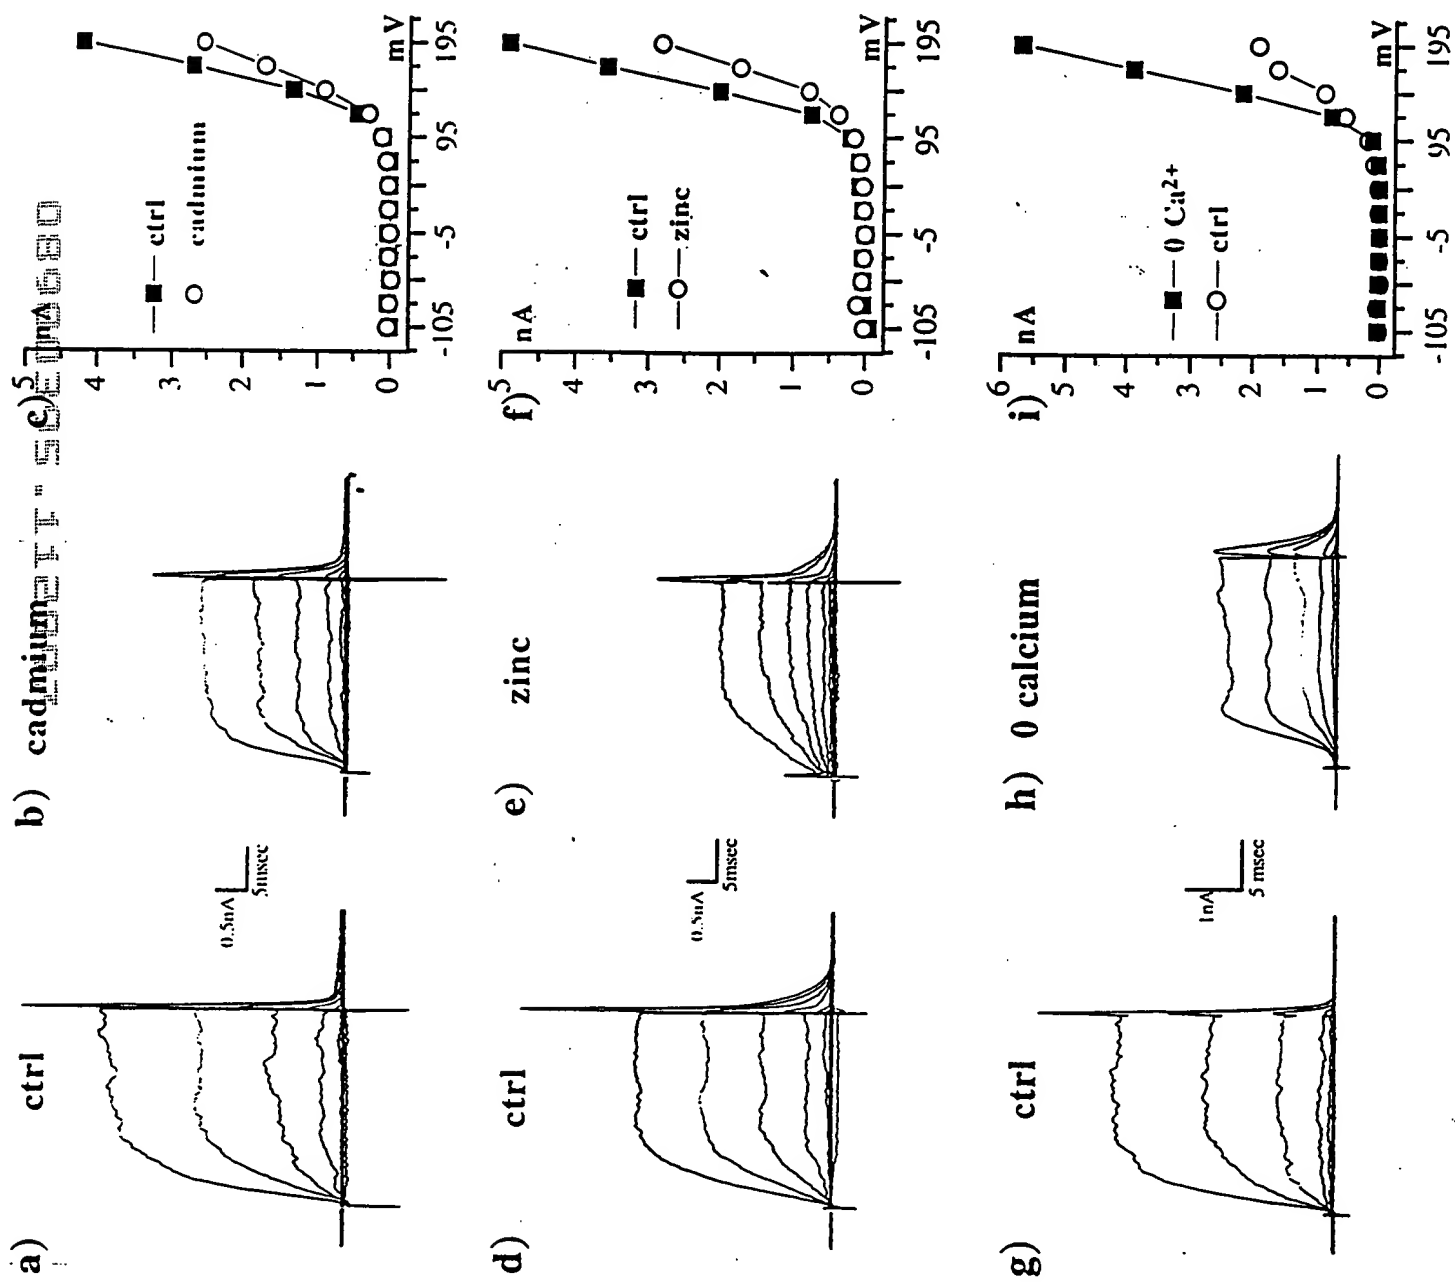 a)
ctrl
0.5nA
5msec
b) cadmium
c)
nA
5
4
3
2
1
0
ctrl
cadmium
-105
-5
95
195
mV
d)
ctrl
0.5nA
5msec
e)
zinc
f)
nA
5
4
3
2
1
0
ctrl
zinc
-105
-5
95
195
mV
g)
ctrl
1nA
5 msec
h) 0 calcium
i)
nA
6
5
4
3
2
1
0
0 Ca²⁺
ctrl
-105
-5
95
195
mV